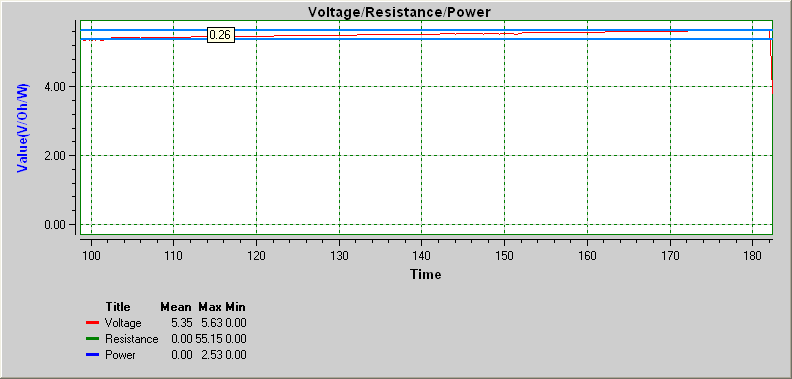 Voltage/Resistance/Power
0.26
4.00
2.00
0.00
Value(V/Oh/W)
100 110 120 130 140 150 160 170 180
Time
Title Mean Max Min
Voltage 5.35 5.63 0.00
Resistance 0.00 55.15 0.00
Power 0.00 2.53 0.00